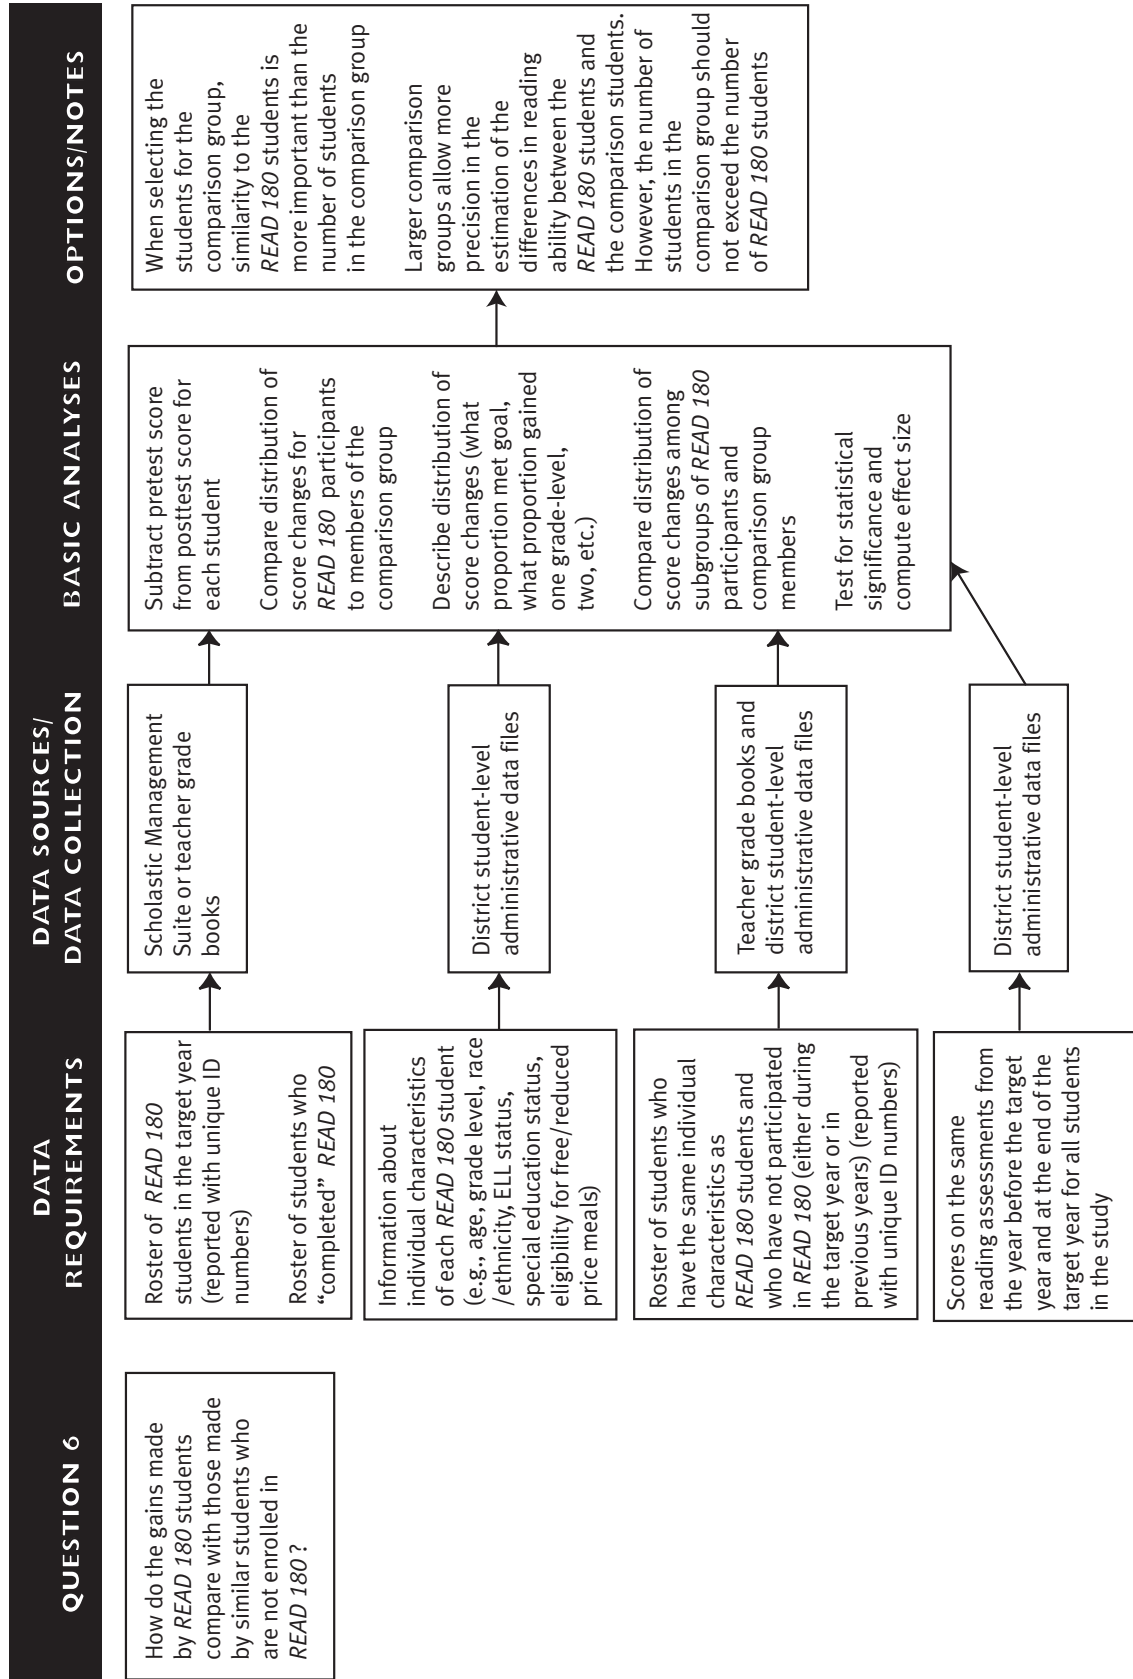 QUESTION 6
DATA
REQUIREMENTS
DATA SOURCES/
DATA COLLECTION
BASIC ANALYSES
OPTIONS/NOTES
How do the gains made
by READ 180 students
compare with those made
by similar students who
are not enrolled in
READ 180?
Roster of READ 180
students in the target year
(reported with unique ID
numbers)
Roster of students who
“completed” READ 180
Information about
individual characteristics
of each READ 180 student
(e.g., age, grade level, race
/ethnicity, ELL status,
special education status,
eligibility for free/reduced
price meals)
Roster of students who
have the same individual
characteristics as
READ 180 students and
who have not participated
in READ 180 (either during
the target year or in
previous years) (reported
with unique ID numbers)
Scores on the same
reading assessments from
the year before the target
year and at the end of the
target year for all students
in the study
Scholastic Management
Suite or teacher grade
books
District student-level
administrative data files
Teacher grade books and
district student-level
administrative data files
District student-level
administrative data files
Subtract pretest score
from posttest score for
each student
Compare distribution of
score changes for
READ 180 participants
to members of the
comparison group
Describe distribution of
score changes (what
proportion met goal,
what proportion gained
one grade-level,
two, etc.)
Compare distribution of
score changes among
subgroups of READ 180
participants and
comparison group
members
Test for statistical
significance and
compute effect size
When selecting the
students for the
comparison group,
similarity to the
READ 180 students is
more important than the
number of students
in the comparison group
Larger comparison
groups allow more
precision in the
estimation of the
differences in reading
ability between the
READ 180 students and
the comparison students.
However, the number of
students in the
comparison group should
not exceed the number
of READ 180 students